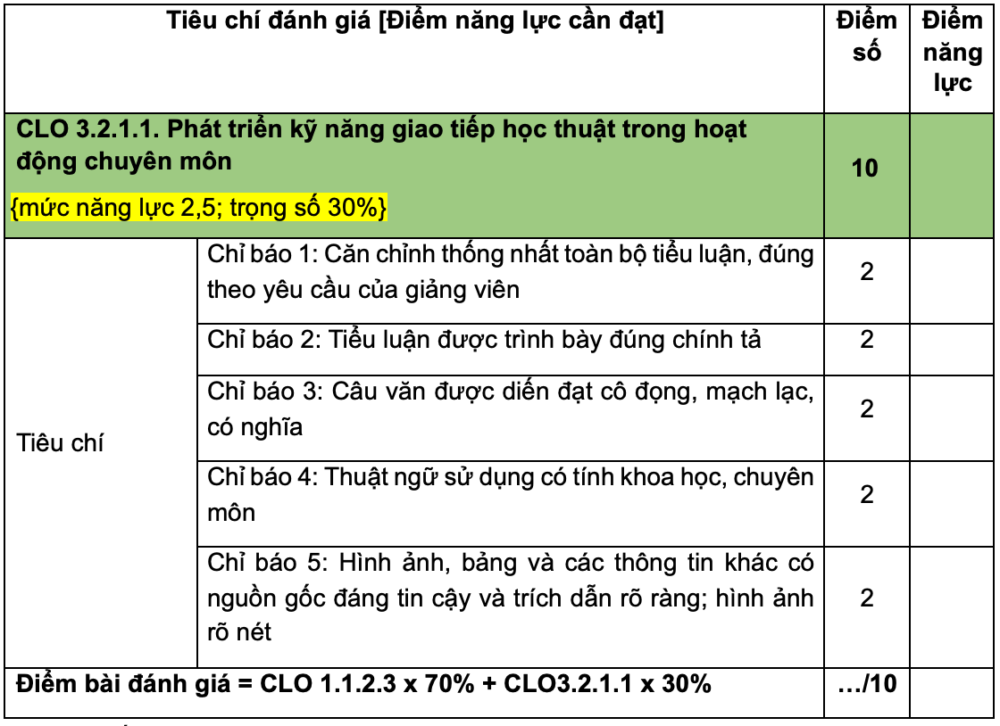 Tiêu chí đánh giá [Điểm năng lực cần đạt]
Điểm
số
Điểm
năng
lực
CLO 3.2.1.1. Phát triển kỹ năng giao tiếp học thuật trong hoạt
động chuyên môn
{mức năng lực 2,5; trọng số 30%}
10
Tiêu chí
Chỉ báo 1: Căn chỉnh thống nhất toàn bộ tiểu luận, đúng
theo yêu cầu của giảng viên
2
Chỉ báo 2: Tiểu luận được trình bày đúng chính tả
2
Chỉ báo 3: Câu văn được diến đạt cô đọng, mạch lạc,
có nghĩa
2
Chỉ báo 4: Thuật ngữ sử dụng có tính khoa học, chuyên
môn
2
Chỉ báo 5: Hình ảnh, bảng và các thông tin khác có
nguồn gốc đáng tin cậy và trích dẫn rõ ràng; hình ảnh
rõ nét
2
Điểm bài đánh giá = CLO 1.1.2.3 x 70% + CLO3.2.1.1 x 30%
…/10